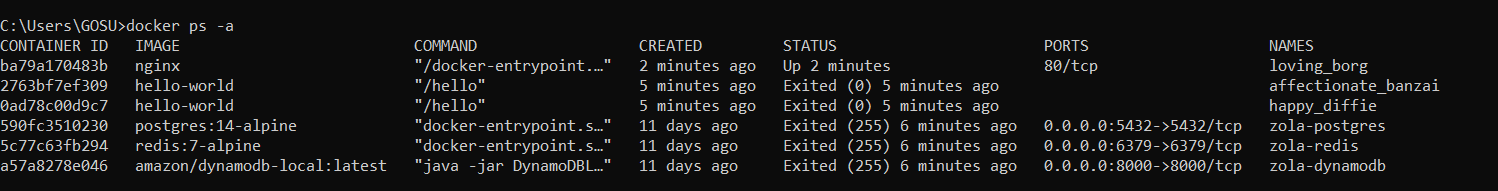 C:\Users\GOSU>docker ps -a
CONTAINER ID   IMAGE                          COMMAND                  CREATED          STATUS                       PORTS                    NAMES
ba79a170483b   nginx                          "/docker-entrypoint.…"   2 minutes ago    Up 2 minutes                 80/tcp                   loving_borg
2763bf7ef309   hello-world                    "/hello"                 5 minutes ago    Exited (0) 5 minutes ago                              affectionate_banzai
0ad78c00d9c7   hello-world                    "/hello"                 5 minutes ago    Exited (0) 5 minutes ago                              happy_diffie
590fc3510230   postgres:14-alpine             "docker-entrypoint.s…"   11 days ago      Exited (255) 6 minutes ago   0.0.0.0:5432->5432/tcp   zola-postgres
5c77c63fb294   redis:7-alpine                 "docker-entrypoint.s…"   11 days ago      Exited (255) 6 minutes ago   0.0.0.0:6379->6379/tcp   zola-redis
a57a8278e046   amazon/dynamodb-local:latest   "java -jar DynamoDBL…"   11 days ago      Exited (255) 6 minutes ago   0.0.0.0:8000->8000/tcp   zola-dynamodb